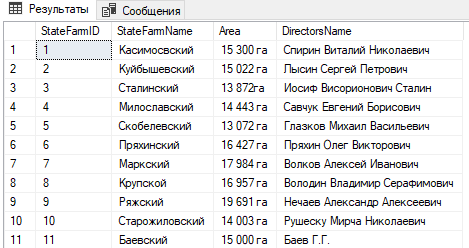 Результаты Сообщения
StateFarmID StateFarmName Area DirectorsName
1 1 Касимосвский 15 300 га Спирин Виталий Николаевич
2 2 Куйбышевский 15 022 га Лысин Сергей Петрович
3 3 Сталинский 13 872га Иосиф Висорионович Сталин
4 4 Милославский 14 443 га Савчук Евгений Борисович
5 5 Скобелевский 13 072 га Глазков Михаил Васильевич
6 6 Пряхинский 16 427 га Пряхин Олег Викторович
7 7 Маркский 17 984 га Волков Алексей Иванович
8 8 Крупской 16 957 га Володин Владимир Серафимович
9 9 Ряжский 19 691 га Нечаев Александр Алексеевич
10 10 Старожиловский 14 003 га Рушеску Мирча Николаевич
11 11 Баевский 15 000 га Баев Г.Г.